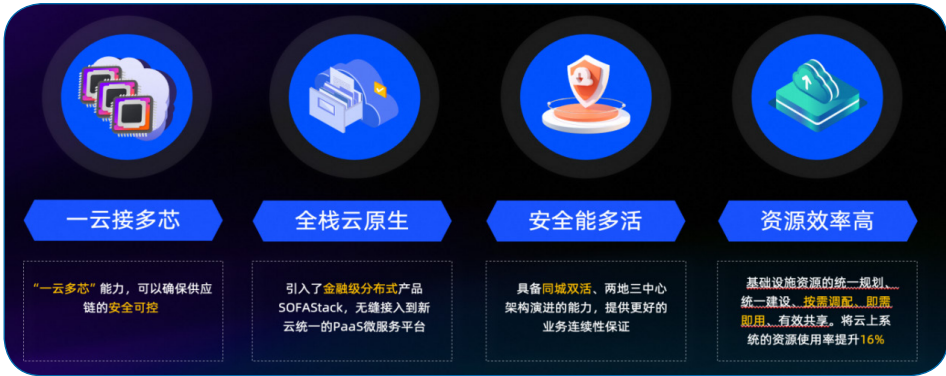 一云接多芯
全栈云原生
安全能多活
资源效率高
“一云多芯”能力，可以确保供应
链的安全可控
引入了金融级分布式产品
SOFAStack，无缝接入到新
云统一的PaaS微服务平台
具备同城双活、两地三中心
架构演进的能力，提供更好的
业务连续性保证
基础设施资源的统一规划、
统一建设、按需调配、即需
即用、有效共享。将云上系
统的资源使用率提升16%